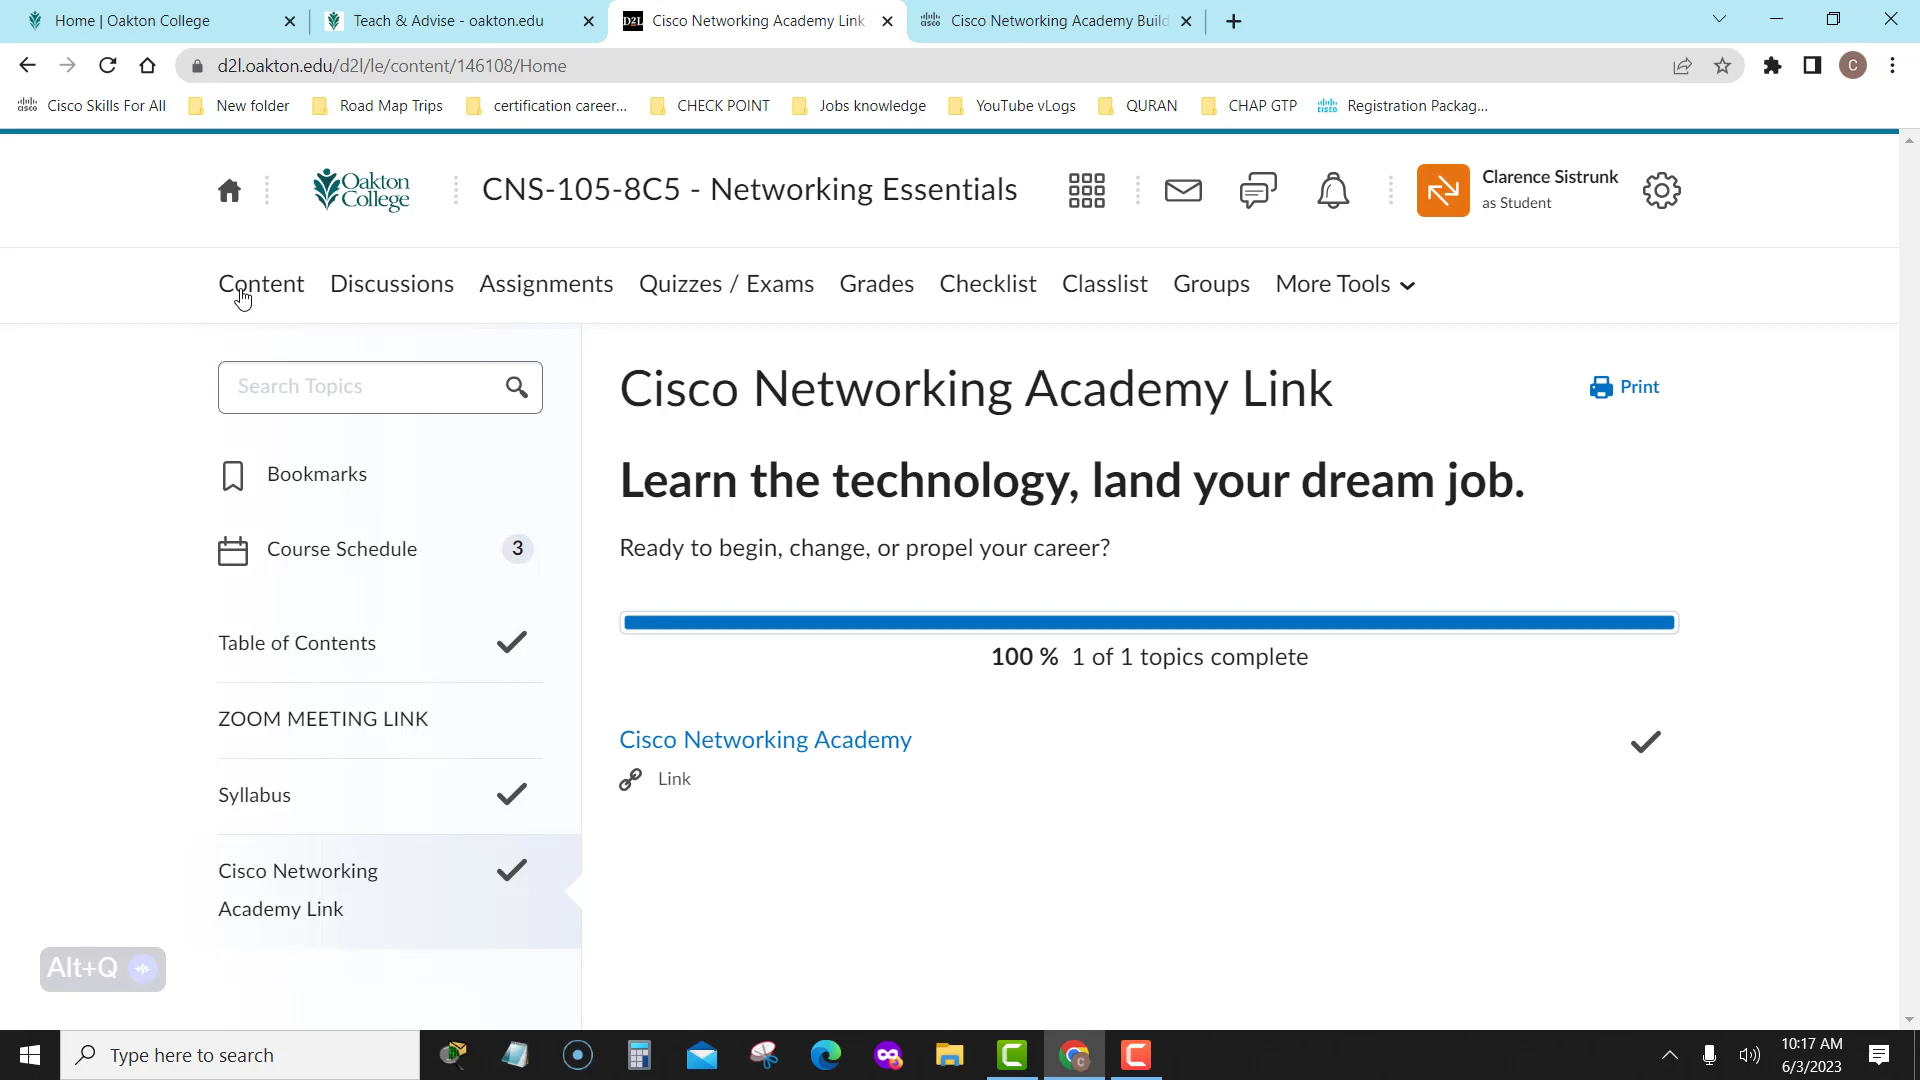 Home | Oakton College
Teach & Advise - oakton.edu
D2L Cisco Networking Academy Link
cisco Cisco Networking Academy Build
d2l.oakton.edu/d2l/le/content/146108/Home
C
cisco Cisco Skills For All
New folder
Road Map Trips
certification career...
CHECK POINT
Jobs knowledge
YouTube vLogs
QURAN
CHAP GTP
cisco Registration Packag...
Oakton College
CNS-105-8C5 - Networking Essentials
Clarence Sistrunk
as Student
Content Discussions Assignments Quizzes / Exams Grades Checklist Classlist Groups More Tools
Search Topics
Bookmarks
Course Schedule 3
Table of Contents
ZOOM MEETING LINK
Syllabus
Cisco Networking
Academy Link
Cisco Networking Academy Link
Print
Learn the technology, land your dream job.
Ready to begin, change, or propel your career?
100 % 1 of 1 topics complete
Cisco Networking Academy
Link
Alt+Q
Type here to search
10:17 AM
6/3/2023